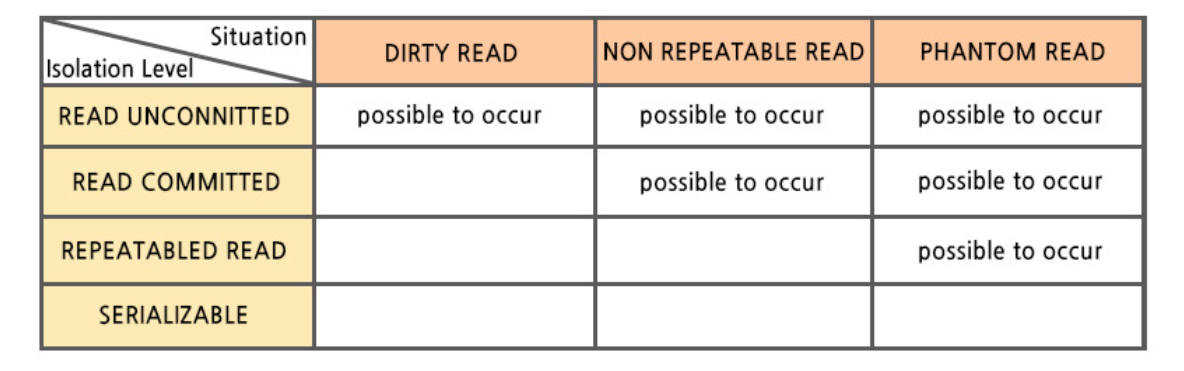 Situation
Isolation Level
DIRTY READ
NON REPEATABLE READ
PHANTOM READ
READ UNCONNITTED
possible to occur
possible to occur
possible to occur
READ COMMITTED
possible to occur
possible to occur
REPEATABLED READ
possible to occur
SERIALIZABLE